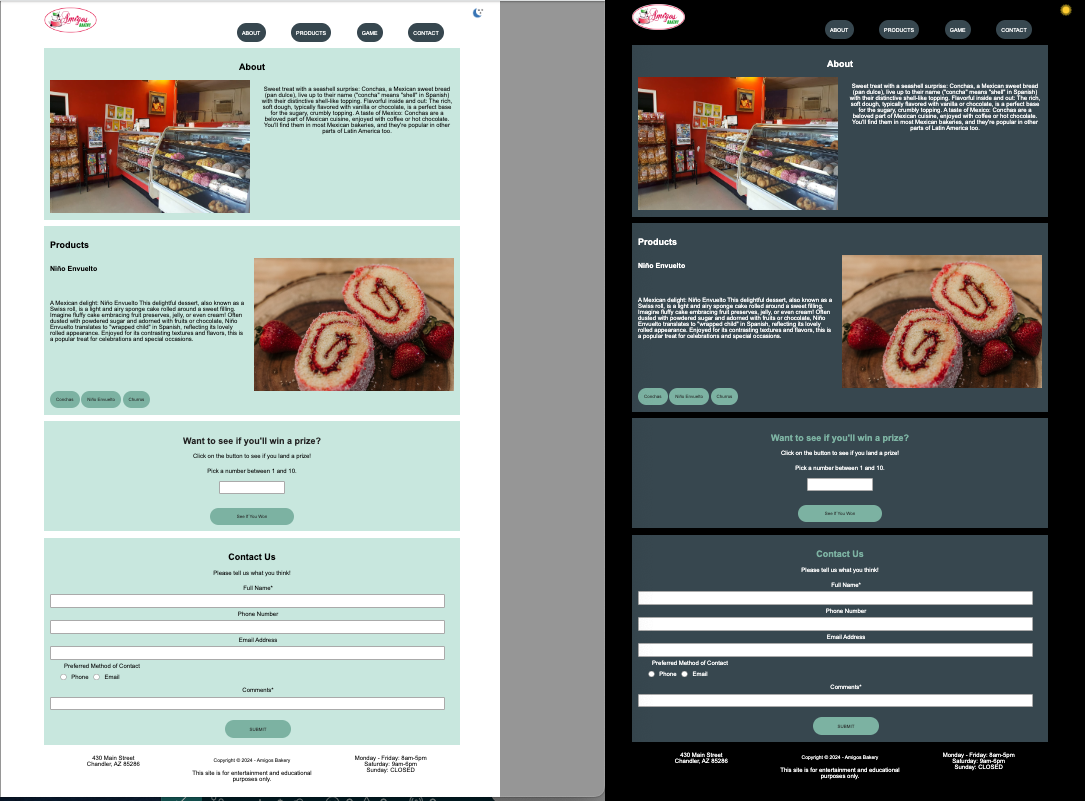 Amigos
BAKERY
ABOUT
PRODUCTS
GAME
CONTACT
About
Sweet treat with a seashell surprise: Conchas, a Mexican sweet bread
(pan dulce), live up to their name ("concha" means "shell" in Spanish)
with their distinctive shell-like topping. Flavorful inside and out: The rich,
soft dough, typically flavored with vanilla or chocolate, is a perfect base
for the sugary, crumbly topping. A taste of Mexico: Conchas are a
beloved part of Mexican cuisine, enjoyed with coffee or hot chocolate.
You'll find them in most Mexican bakeries, and they're popular in other
parts of Latin America too.
Products
Niño Envuelto
A Mexican delight: Niño Envuelto This delightful dessert, also known as a
Swiss roll, is a light and airy sponge cake rolled around a sweet filling.
Imagine fluffy cake embracing fruit preserves, jelly, or even cream! Often
dusted with powdered sugar and adorned with fruits or chocolate, Niño
Envuelto translates to "wrapped child" in Spanish, reflecting its lovely
rolled appearance. Enjoyed for its contrasting textures and flavors, this is
a popular treat for celebrations and special occasions.
Conchas
Niño Envuelto
Churros
Want to see if you'll win a prize?
Click on the button to see if you land a prize!
Pick a number between 1 and 10.
See If You Won
Contact Us
Please tell us what you think!
Full Name*
Phone Number
Email Address
Preferred Method of Contact
Phone
Email
Comments*
SUBMIT
430 Main Street
Chandler, AZ 85286
Copyright © 2024 - Amigos Bakery
This site is for entertainment and educational
purposes only.
Monday - Friday: 8am-5pm
Saturday: 9am-6pm
Sunday: CLOSED
Amigos
BAKERY
ABOUT
PRODUCTS
GAME
CONTACT
About
Sweet treat with a seashell surprise: Conchas, a Mexican sweet bread
(pan dulce), live up to their name ("concha" means "shell" in Spanish)
with their distinctive shell-like topping. Flavorful inside and out: The rich,
soft dough, typically flavored with vanilla or chocolate, is a perfect base
for the sugary, crumbly topping. A taste of Mexico: Conchas are a
beloved part of Mexican cuisine, enjoyed with coffee or hot chocolate.
You'll find them in most Mexican bakeries, and they're popular in other
parts of Latin America too.
Products
Niño Envuelto
A Mexican delight: Niño Envuelto This delightful dessert, also known as a
Swiss roll, is a light and airy sponge cake rolled around a sweet filling.
Imagine fluffy cake embracing fruit preserves, jelly, or even cream! Often
dusted with powdered sugar and adorned with fruits or chocolate, Niño
Envuelto translates to "wrapped child" in Spanish, reflecting its lovely
rolled appearance. Enjoyed for its contrasting textures and flavors, this is
a popular treat for celebrations and special occasions.
Conchas
Niño Envuelto
Churros
Want to see if you'll win a prize?
Click on the button to see if you land a prize!
Pick a number between 1 and 10.
See If You Won
Contact Us
Please tell us what you think!
Full Name*
Phone Number
Email Address
Preferred Method of Contact
Phone
Email
Comments*
SUBMIT
430 Main Street
Chandler, AZ 85286
Copyright © 2024 - Amigos Bakery
This site is for entertainment and educational
purposes only.
Monday - Friday: 8am-5pm
Saturday: 9am-6pm
Sunday: CLOSED